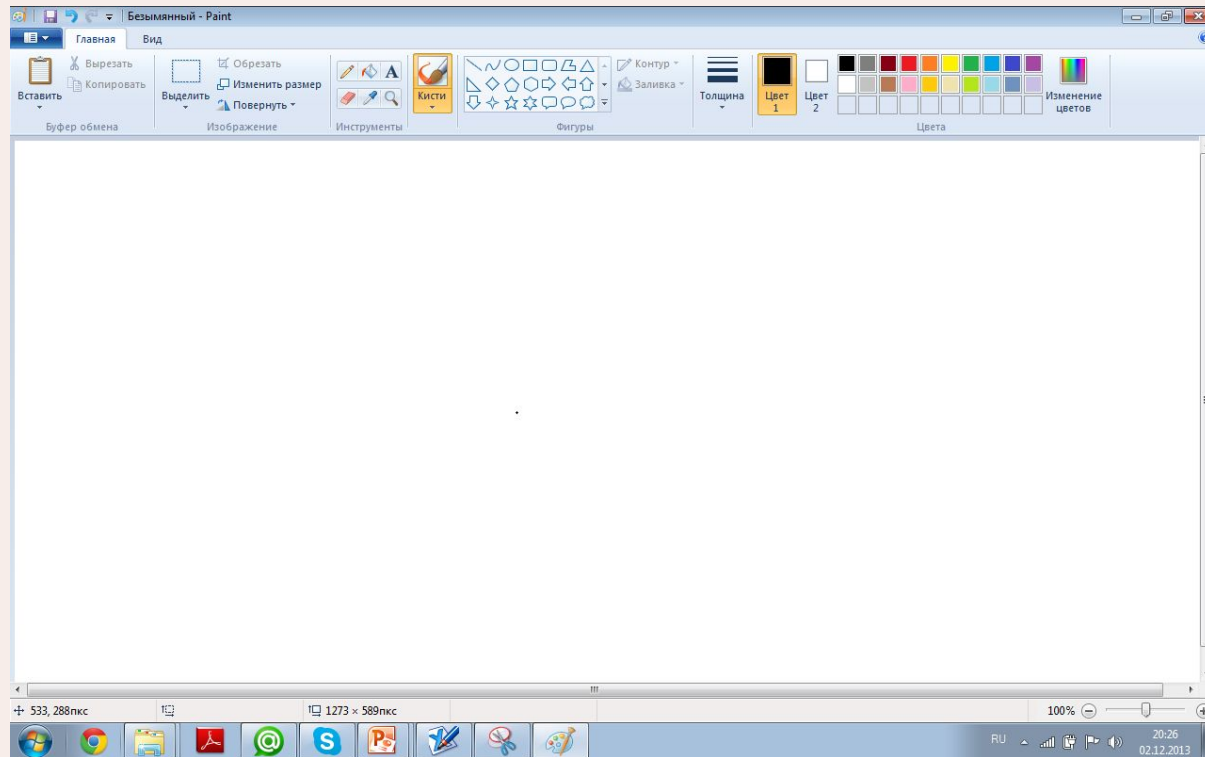 Безымянный - Paint
Главная Вид
Вставить
Вырезать
Копировать
Буфер обмена
Выделить
Обрезать
Изменить размер
Повернуть
Изображение
A
Инструменты
Кисти
Контур
Заливка
Фигуры
Толщина
Цвет
1
Цвет
2
Изменение
цветов
Цвета
533, 288пкс
1273 × 589пкс
100%
RU
20:26
02.12.2013